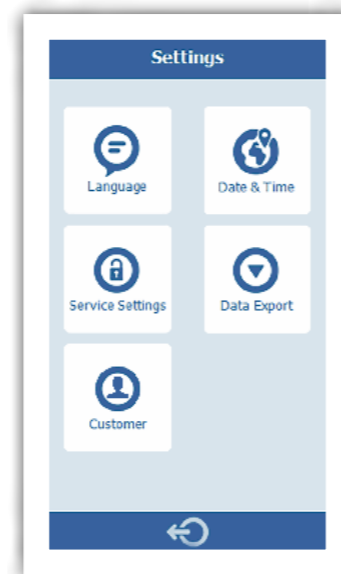 Settings
Language
Date & Time
Service Settings
Data Export
Customer